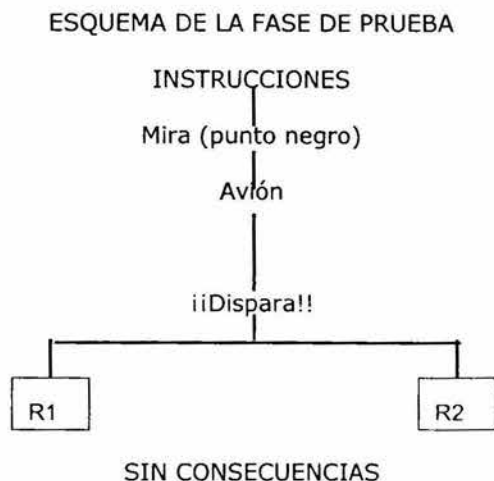 ESQUEMA DE LA FASE DE PRUEBA
INSTRUCCIONES
Mira (punto negro)
Avión
¡¡Dispara!!
R1 R2
SIN CONSECUENCIAS